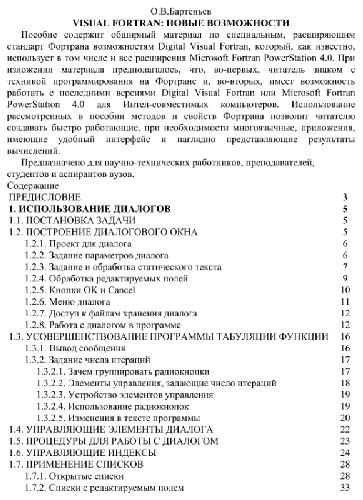 О.В.Бартеньев
VISUAL FORTRAN: НОВЫЕ ВОЗМОЖНОСТИ
Пособие содержит обширный материал по специальным, расширяющим
стандарт Фортрана возможностям Digital Visual Fortran, который, как известно,
использует в том числе и все расширения Microsoft Fortran PowerStation 4.0. При
изложении материала предполагалось, что, во-первых, читатель знаком с
техникой программирования на Фортране и, во-вторых, имеет возможность
работать с последними версиями Digital Visual Fortran или Microsoft Fortran
PowerStation 4.0 для Интел-совместимых компьютеров. Использование
рассмотренных в пособии методов и свойств Фортрана позволит читателю
создавать быстро работающие, при необходимости многоязычные, приложения,
имеющие удобный интерфейс и наглядно представляющие результаты
вычислений.
Предназначено для научно-технических работников, преподавателей,
студентов и аспирантов вузов.
Содержание
ПРЕДИСЛОВИЕ 3
1. ИСПОЛЬЗОВАНИЕ ДИАЛОГОВ 5
1.1. ПОСТАНОВКА ЗАДАЧИ 5
1.2. ПОСТРОЕНИЕ ДИАЛОГОВОГО ОКНА 5
1.2.1. Проект для диалога 6
1.2.2. Задание параметров диалога 6
1.2.3. Задание и обработка статического текста 7
1.2.4. Обработка редактируемых полей 9
1.2.5. Кнопки OK и Cancel 10
1.2.6. Меню диалога 11
1.2.7. Доступ к файлам хранения диалога 12
1.2.8. Работа с диалогом в программе 12
1.3. УСОВЕРШЕНСТВОВАНИЕ ПРОГРАММЫ ТАБУЛЯЦИИ ФУНКЦИИ 16
1.3.1. Вывод сообщения 16
1.3.2. Задание числа итераций 17
1.3.2.1. Зачем группировать радиокнопки 17
1.3.2.2. Элементы управления, задающие число итераций 18
1.3.2.3. Устройство элементов управления 19
1.3.2.4. Использование радиокнопок 19
1.3.2.5. Изменения в тексте программы 20
1.4. УПРАВЛЯЮЩИЕ ЭЛЕМЕНТЫ ДИАЛОГА 22
1.5. ПРОЦЕДУРЫ ДЛЯ РАБОТЫ С ДИАЛОГОМ 23
1.6. УПРАВЛЯЮЩИЕ ИНДЕКСЫ 24
1.7. ПРИМЕНЕНИЕ СПИСКОВ 28
1.7.1. Открытые списки 28
1.7.2. Списки с редактируемым полем 33